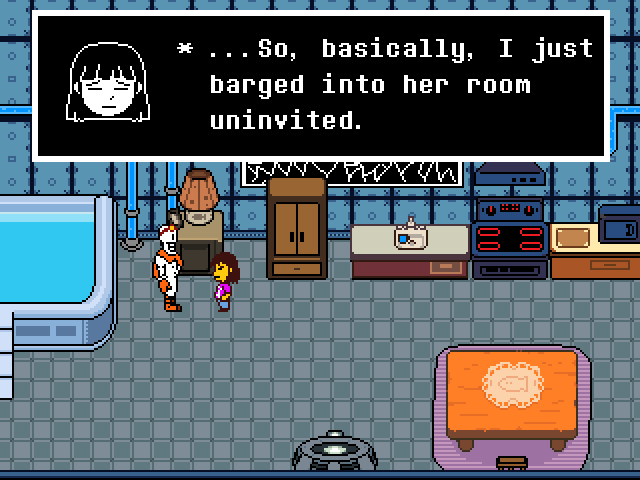 * ...So, basically, I just
barged into her room
uninvited.